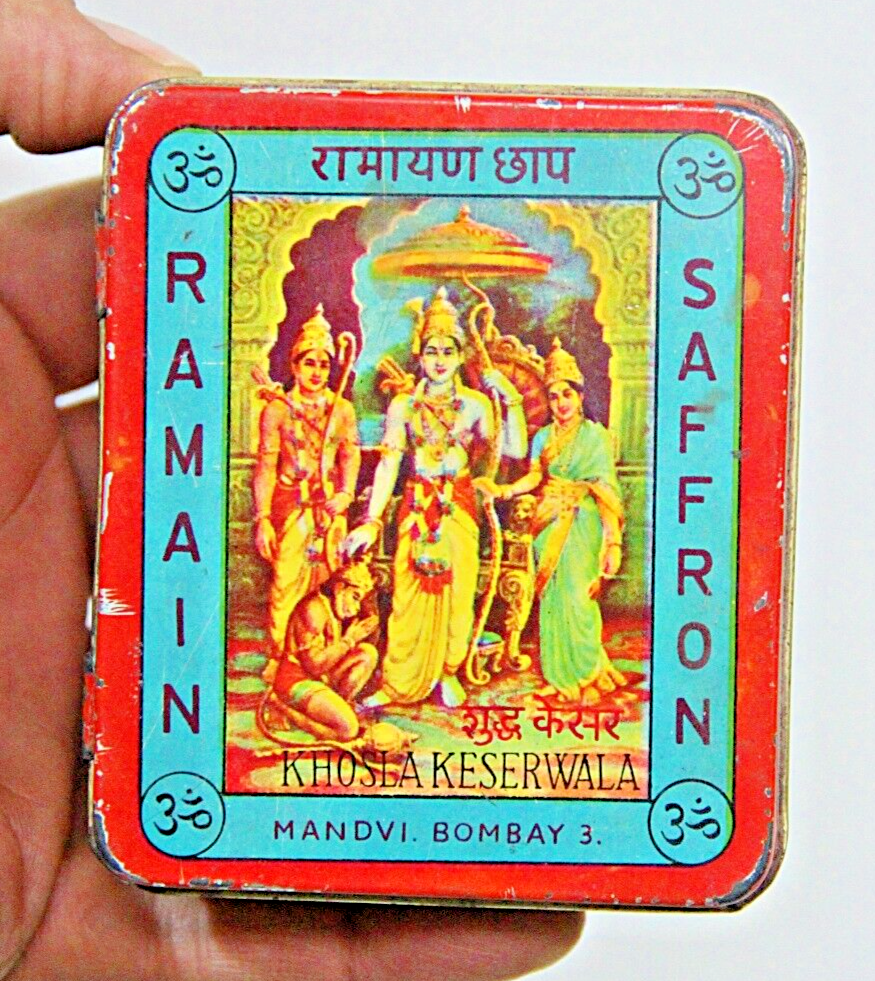 ॐ
रामायण छाप
ॐ
RAMAIN
SAFFRON
शुद्ध केसर
KHOSLA KESERWALA
ॐ
MANDVI. BOMBAY 3.
ॐ